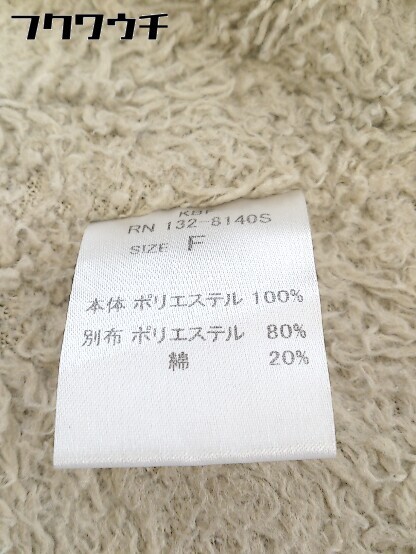 フクワウチ
KBF
RN 132-8140S
SIZE F
本体 ポリエステル 100%
別布 ポリエステル 80%
綿 20%